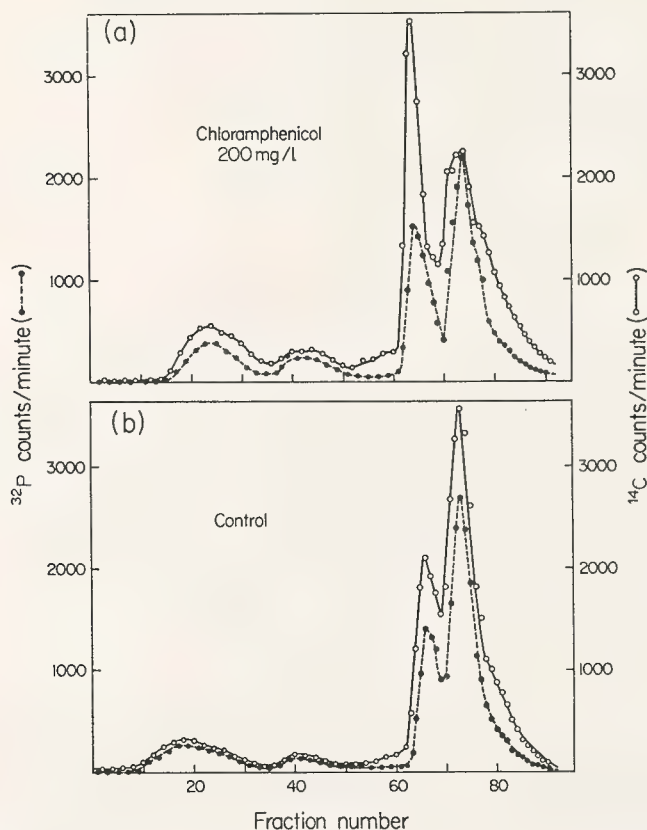 (a)
Chloramphenicol
200 mg/l
3000
2000
1000
3000
2000
1000
(b)
Control
3000
2000
1000
3000
2000
1000
20
40
60
80
Fraction number
³²P counts/minute (●---●)
¹⁴C counts/minute (○—○)